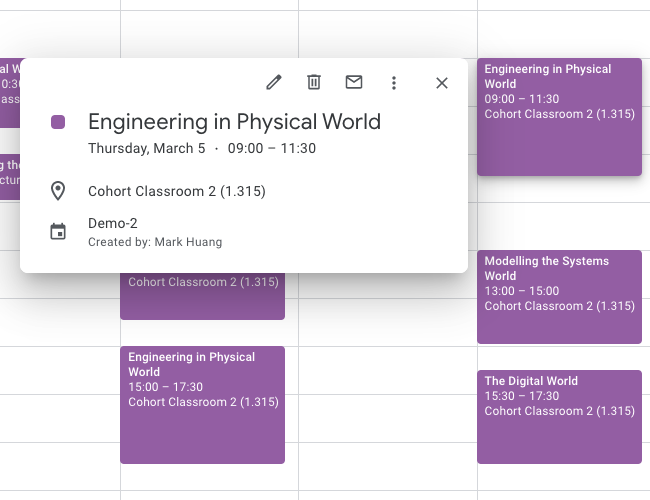 al W
0:3
ass
g the
ctur
Engineering in Physical World
Thursday, March 5 · 09:00 – 11:30
Cohort Classroom 2 (1.315)
Demo-2
Created by: Mark Huang
Cohort Classroom 2 (1.315)
Engineering in Physical
World
15:00 – 17:30
Cohort Classroom 2 (1.315)
Engineering in Physical
World
09:00 – 11:30
Cohort Classroom 2 (1.315)
Modelling the Systems
World
13:00 – 15:00
Cohort Classroom 2 (1.315)
The Digital World
15:30 – 17:30
Cohort Classroom 2 (1.315)